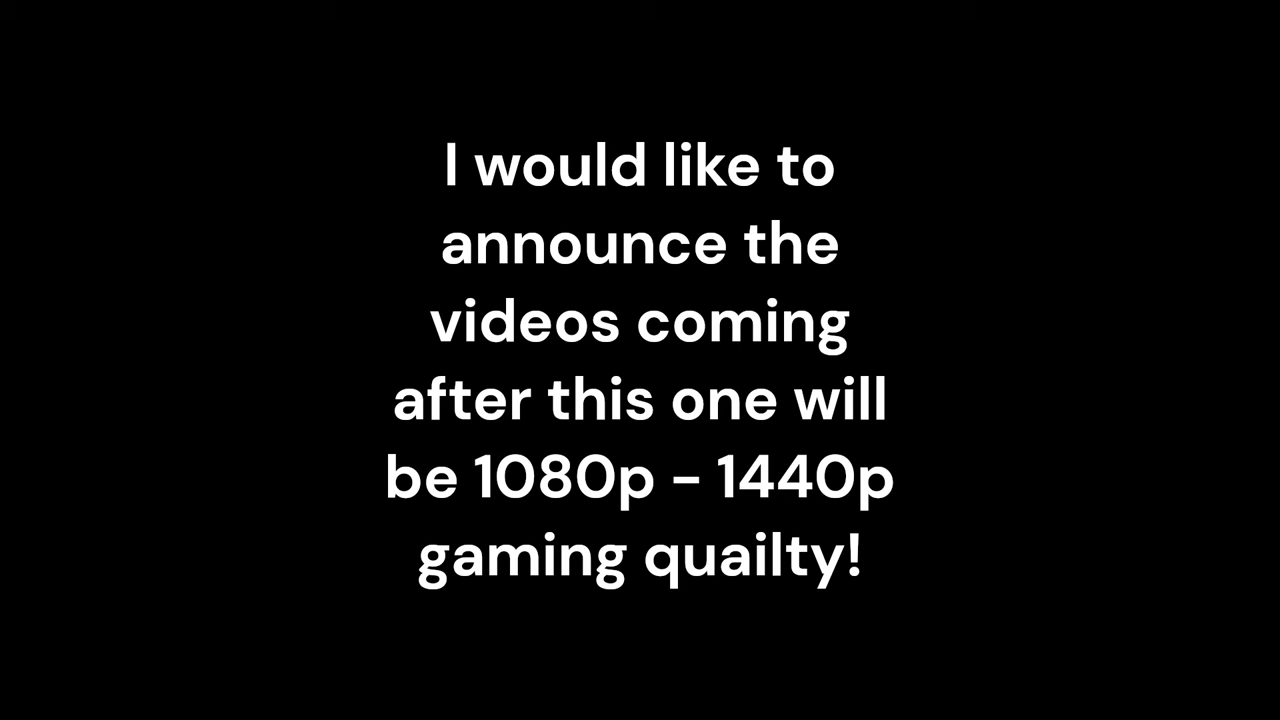 I would like to
announce the
videos coming
after this one will
be 1080p - 1440p
gaming quailty!